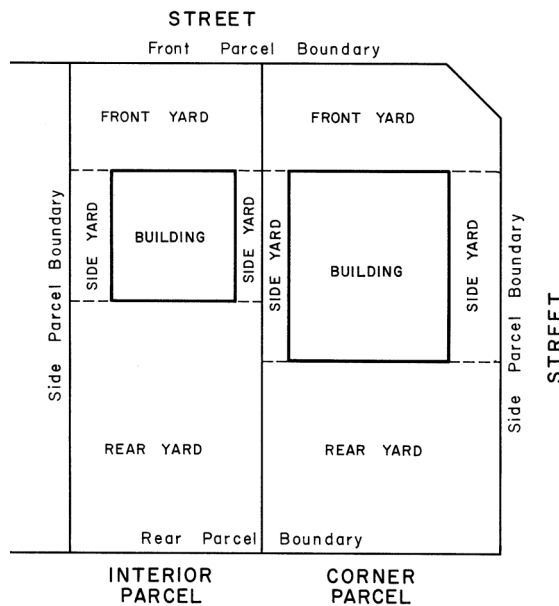 STREET
Front Parcel Boundary
FRONT YARD
FRONT YARD
Side Parcel Boundary
SIDE YARD
BUILDING
SIDE YARD
SIDE YARD
BUILDING
SIDE YARD
Side Parcel Boundary
STREET
REAR YARD
REAR YARD
Rear Parcel Boundary
INTERIOR
PARCEL
CORNER
PARCEL